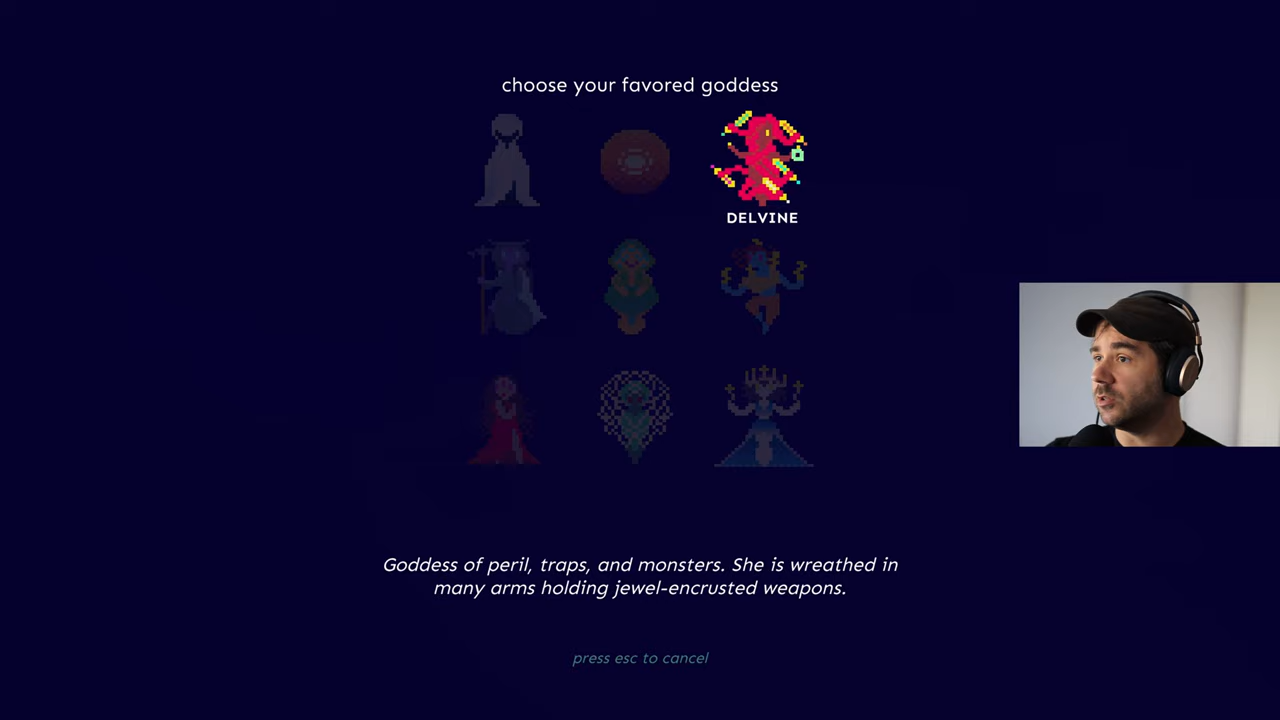 choose your favored goddess
DELVINE
Goddess of peril, traps, and monsters. She is wreathed in
many arms holding jewel-encrusted weapons.
press esc to cancel